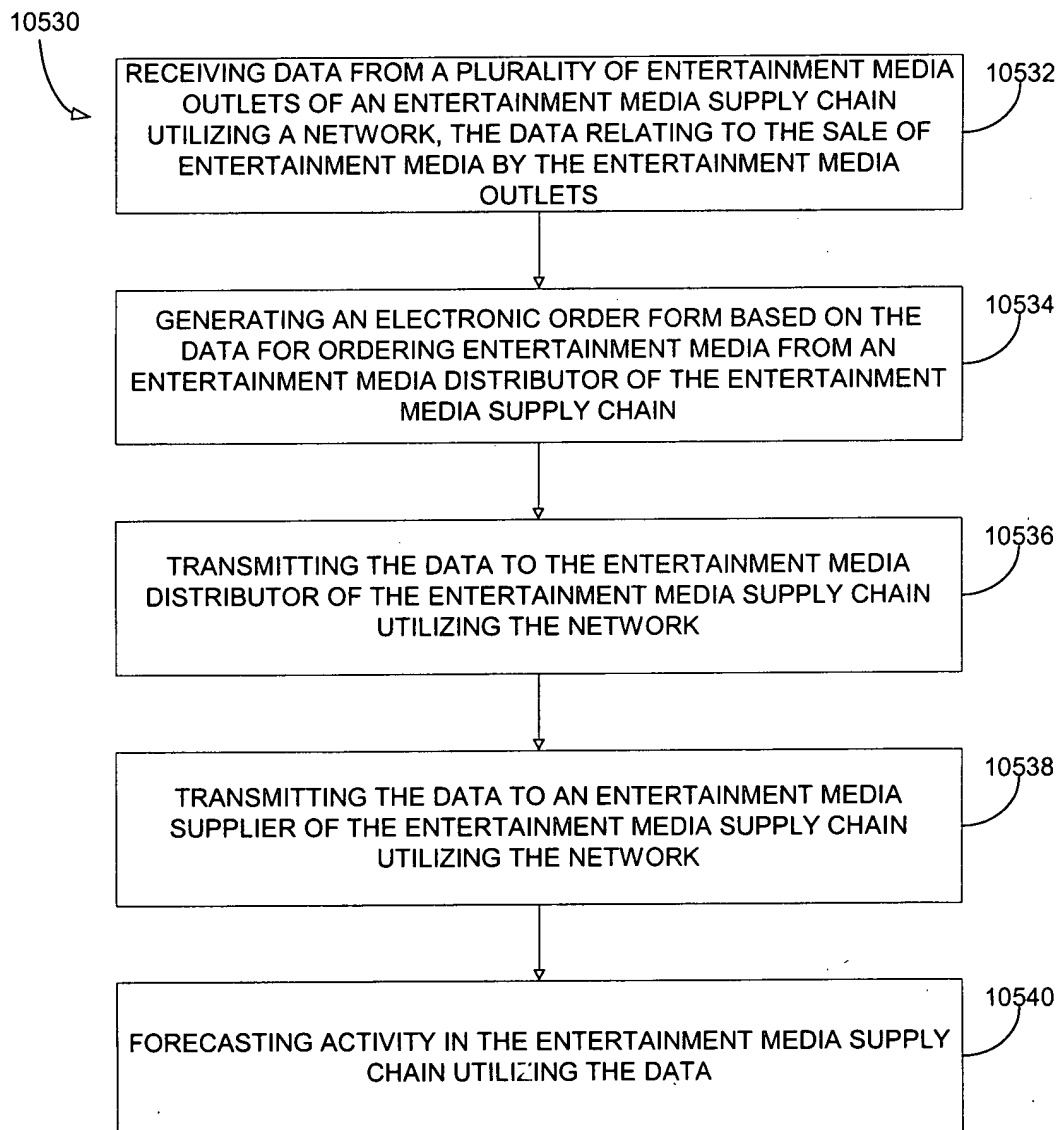 10530
RECEIVING DATA FROM A PLURALITY OF ENTERTAINMENT MEDIA
OUTLETS OF AN ENTERTAINMENT MEDIA SUPPLY CHAIN
UTILIZING A NETWORK, THE DATA RELATING TO THE SALE OF
ENTERTAINMENT MEDIA BY THE ENTERTAINMENT MEDIA
OUTLETS
10532
GENERATING AN ELECTRONIC ORDER FORM BASED ON THE
DATA FOR ORDERING ENTERTAINMENT MEDIA FROM AN
ENTERTAINMENT MEDIA DISTRIBUTOR OF THE ENTERTAINMENT
MEDIA SUPPLY CHAIN
10534
TRANSMITTING THE DATA TO THE ENTERTAINMENT MEDIA
DISTRIBUTOR OF THE ENTERTAINMENT MEDIA SUPPLY CHAIN
UTILIZING THE NETWORK
10536
TRANSMITTING THE DATA TO AN ENTERTAINMENT MEDIA
SUPPLIER OF THE ENTERTAINMENT MEDIA SUPPLY CHAIN
UTILIZING THE NETWORK
10538
FORECASTING ACTIVITY IN THE ENTERTAINMENT MEDIA SUPPLY
CHAIN UTILIZING THE DATA
10540